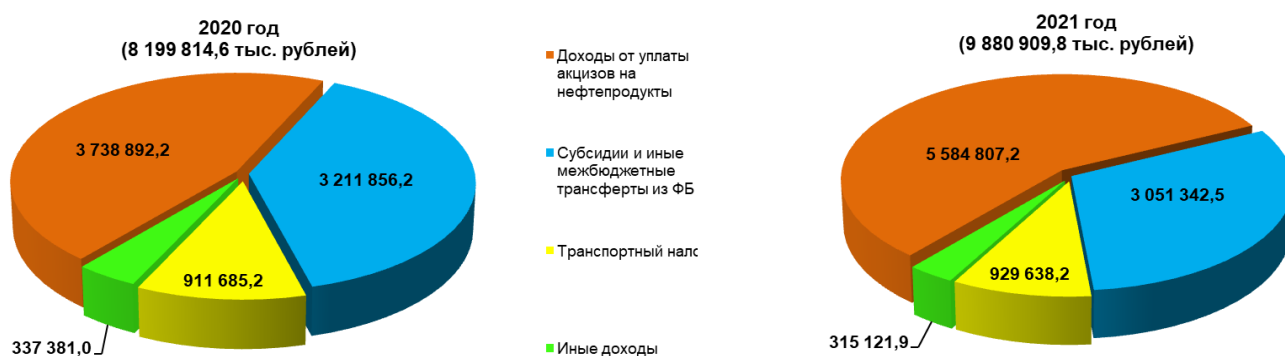 2020 год
(8 199 814,6 тыс. рублей)
3 738 892,2
3 211 856,2
911 685,2
337 381,0
Доходы от уплаты
акцизов на
нефтепродукты
Субсидии и иные
межбюджетные
трансферты из ФБ
Транспортный нало
Иные доходы
2021 год
(9 880 909,8 тыс. рублей)
5 584 807,2
3 051 342,5
929 638,2
315 121,9